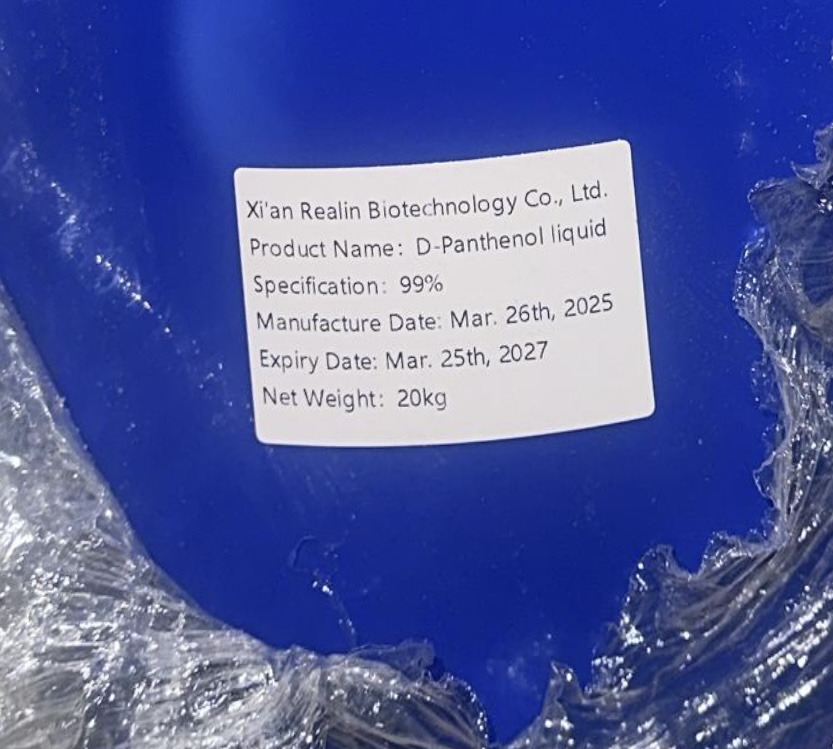 Xi'an Realin Biotechnology Co., Ltd.
Product Name: D-Panthenol liquid
Specification: 99%
Manufacture Date: Mar. 26th, 2025
Expiry Date: Mar. 25th, 2027
Net Weight: 20kg